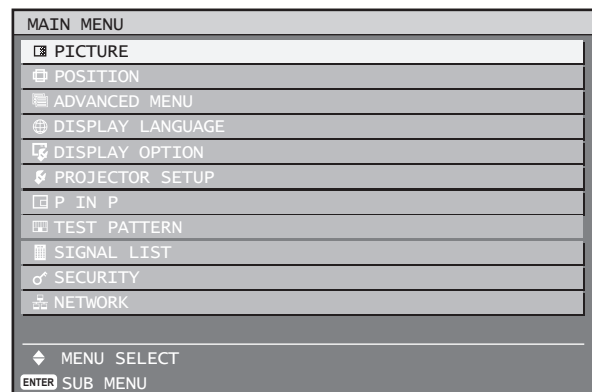 MAIN MENU
PICTURE
POSITION
ADVANCED MENU
DISPLAY LANGUAGE
DISPLAY OPTION
PROJECTOR SETUP
P IN P
TEST PATTERN
SIGNAL LIST
SECURITY
NETWORK
MENU SELECT
ENTER SUB MENU